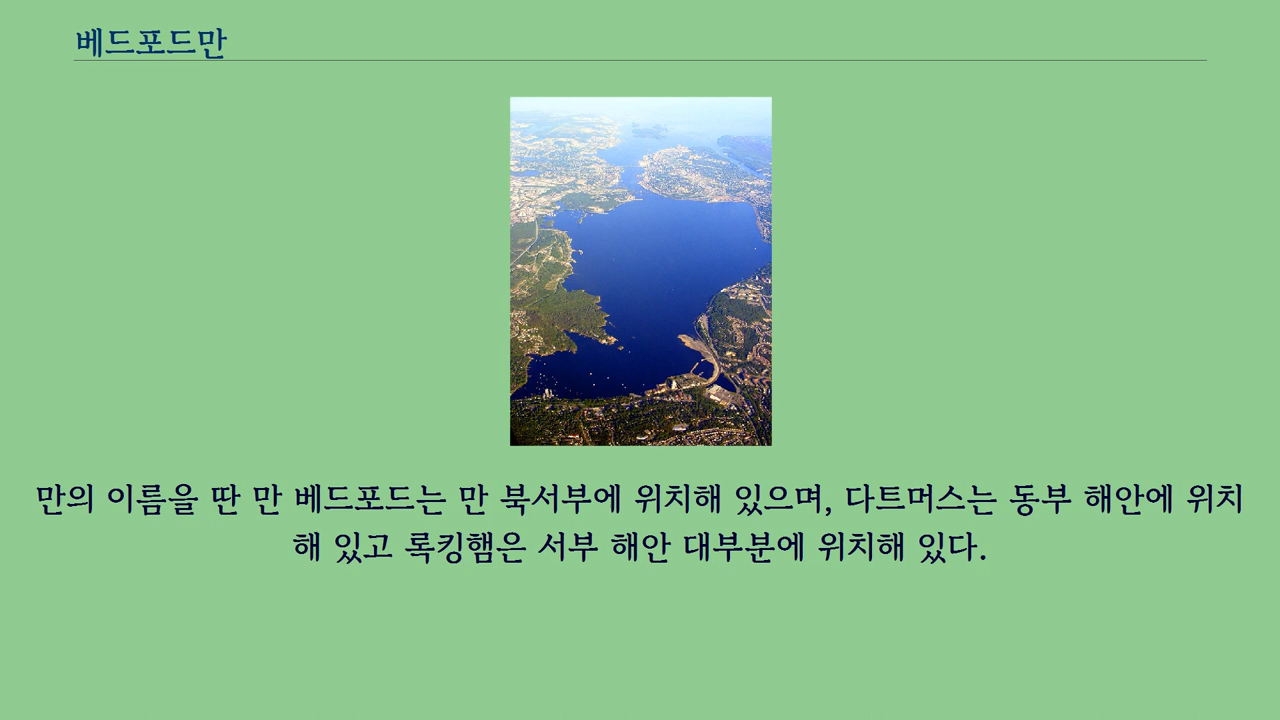 베드포드만
만의 이름을 딴 만 베드포드는 만 북서부에 위치해 있으며, 다트머스는 동부 해안에 위치
해 있고 록킹햄은 서부 해안 대부분에 위치해 있다.